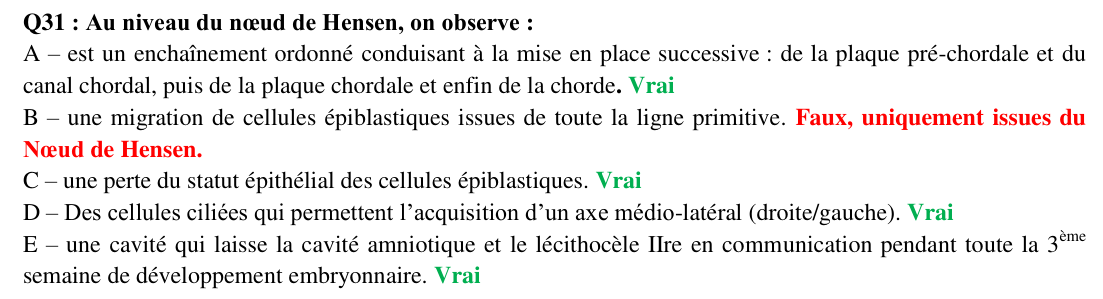 Q31 : Au niveau du nœud de Hensen, on observe :
A – est un enchaînement ordonné conduisant à la mise en place successive : de la plaque pré-chordale et du
canal chordal, puis de la plaque chordale et enfin de la chorde. Vrai
B – une migration de cellules épiblastiques issues de toute la ligne primitive. Faux, uniquement issues du
Nœud de Hensen.
C – une perte du statut épithélial des cellules épiblastiques. Vrai
D – Des cellules ciliées qui permettent l'acquisition d'un axe médio-latéral (droite/gauche). Vrai
E – une cavité qui laisse la cavité amniotique et le lécithocèle IIre en communication pendant toute la 3ème
semaine de développement embryonnaire. Vrai